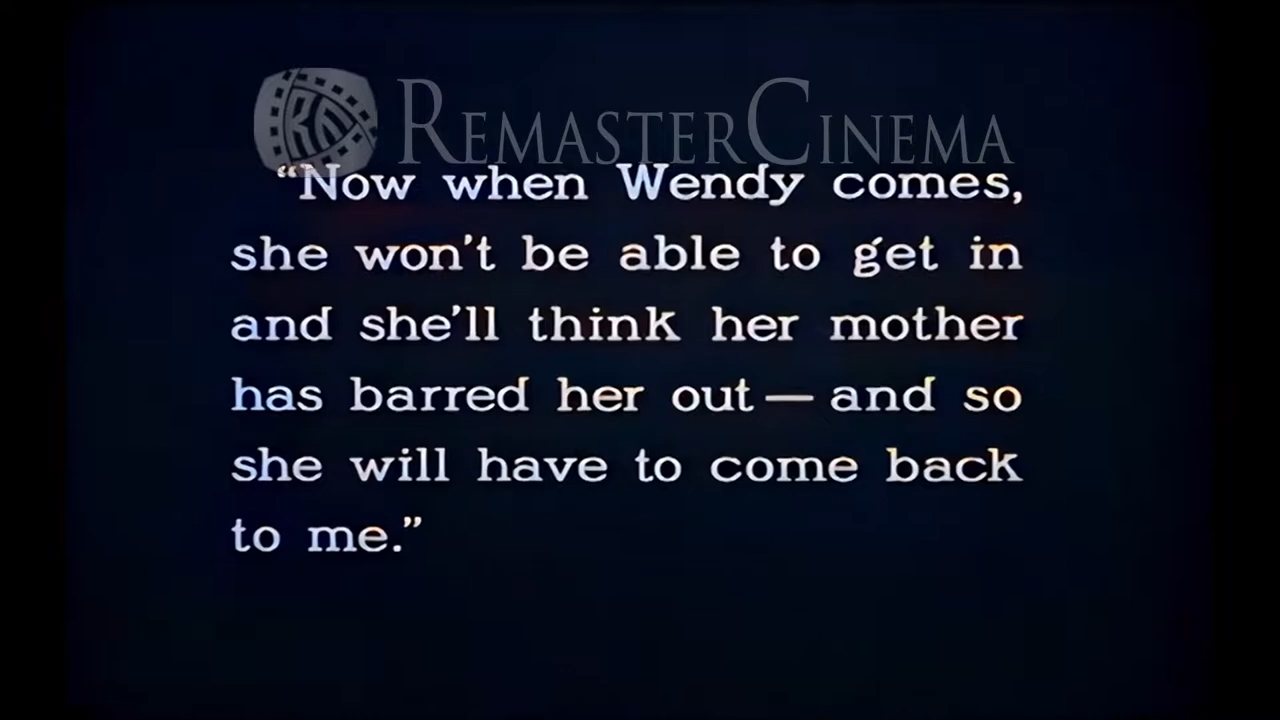 RemasterCinema
“Now when Wendy comes,
she won’t be able to get in
and she’ll think her mother
has barred her out — and so
she will have to come back
to me.”